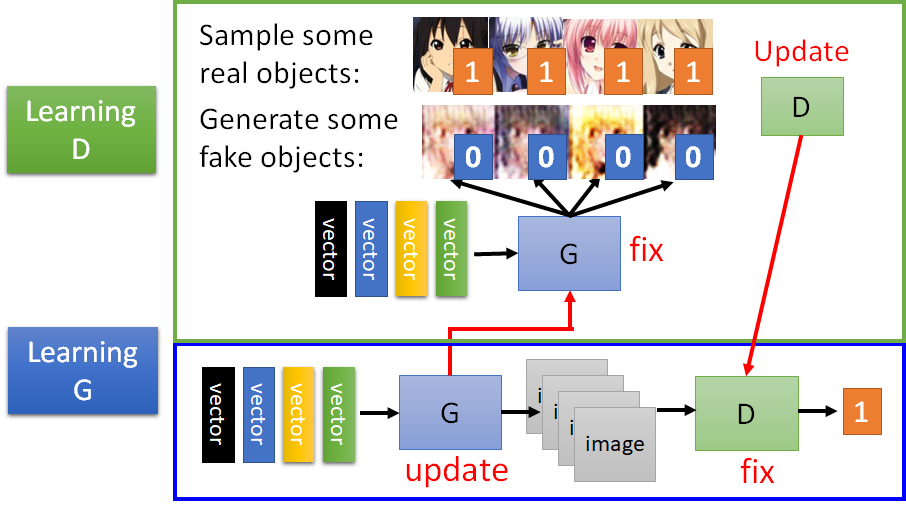 Sample some
real objects:
1 1 1 1
Update
D
Learning
D
Generate some
fake objects:
0 0 0 0
vector vector vector vector
G
fix
Learning
G
vector vector vector vector
G
i
i
i
image
D
1
update
fix